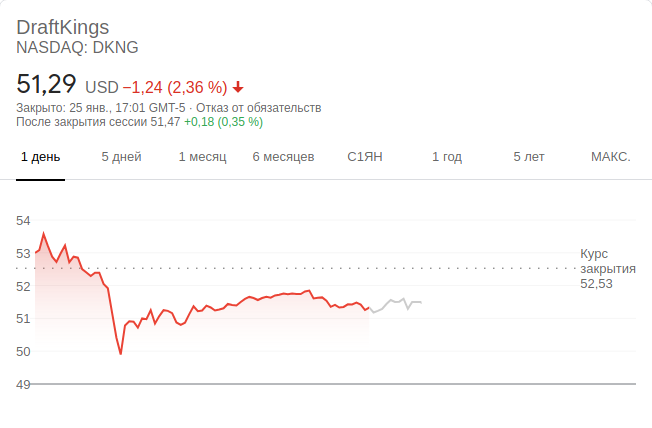 DraftKings
NASDAQ: DKNG
51,29 USD −1,24 (2,36 %)
Закрыто: 25 янв., 17:01 GMT-5 · Отказ от обязательств
После закрытия сессии 51,47 +0,18 (0,35 %)
1 день 5 дней 1 месяц 6 месяцев С1ЯН 1 год 5 лет МАКС.
54
53
52
51
50
49
Курс
закрытия
52,53